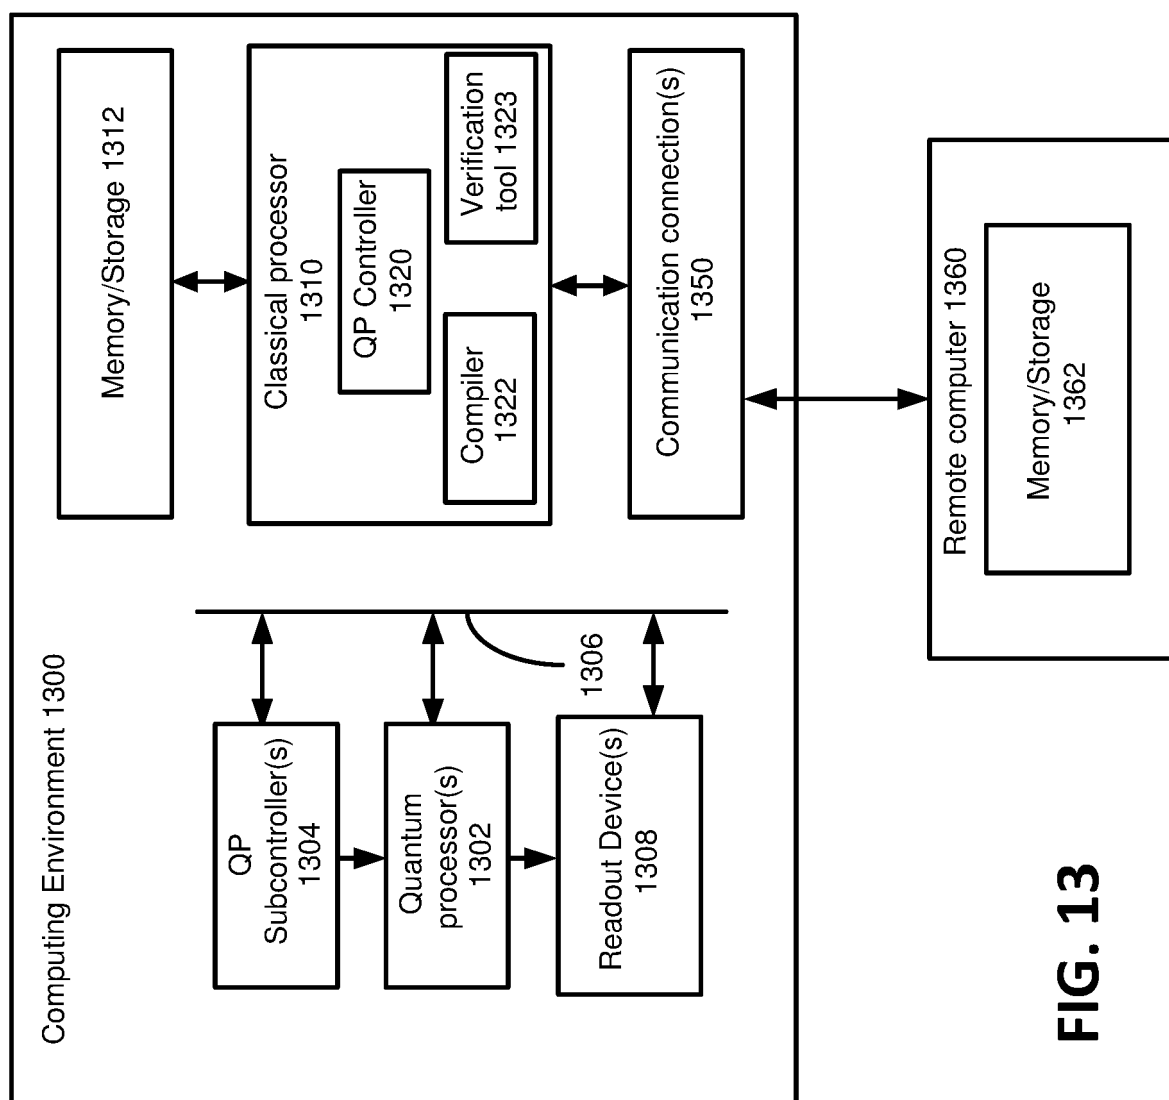 Computing Environment 1300
QP
Subcontroller(s)
1304
Quantum
processor(s)
1302
Readout Device(s)
1308
1306
Memory/Storage 1312
Classical processor
1310
QP Controller
1320
Compiler
1322
Verification
tool 1323
Communication connection(s)
1350
Remote computer 1360
Memory/Storage
1362
FIG. 13